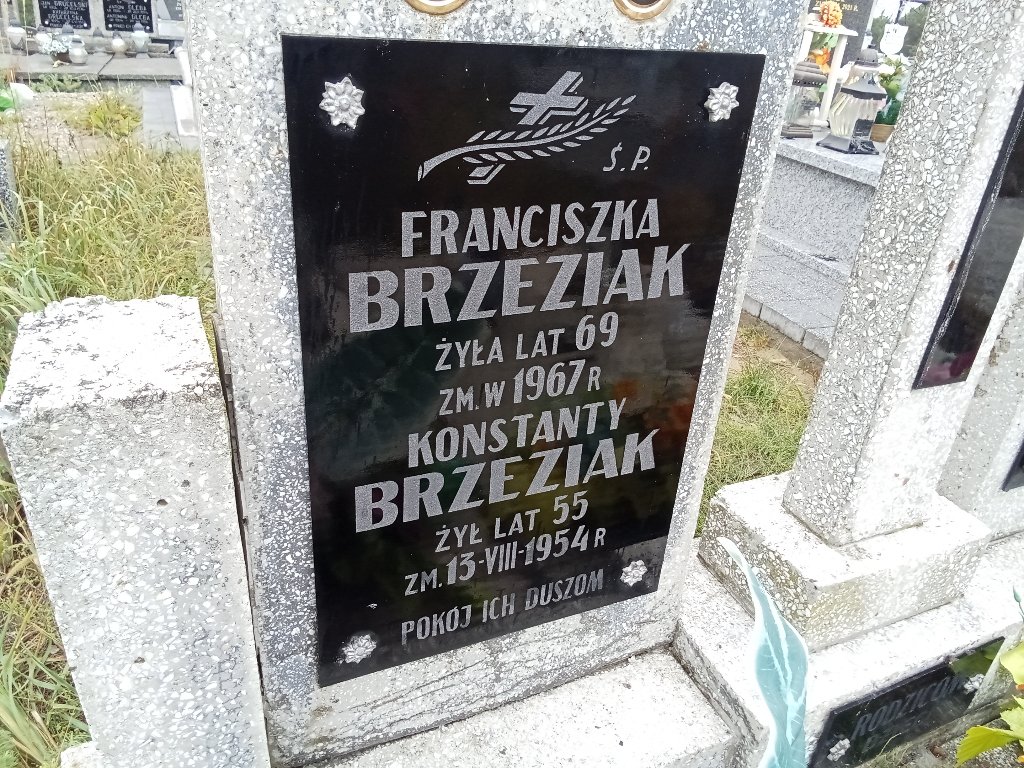 Ś.P.
FRANCISZKA
BRZEZIAK
ŻYŁA LAT 69
ZM. W 1967 R
KONSTANTY
BRZEZIAK
ŻYŁ LAT 55
ZM. 13-VIII-1954 R
POKÓJ ICH DUSZOM